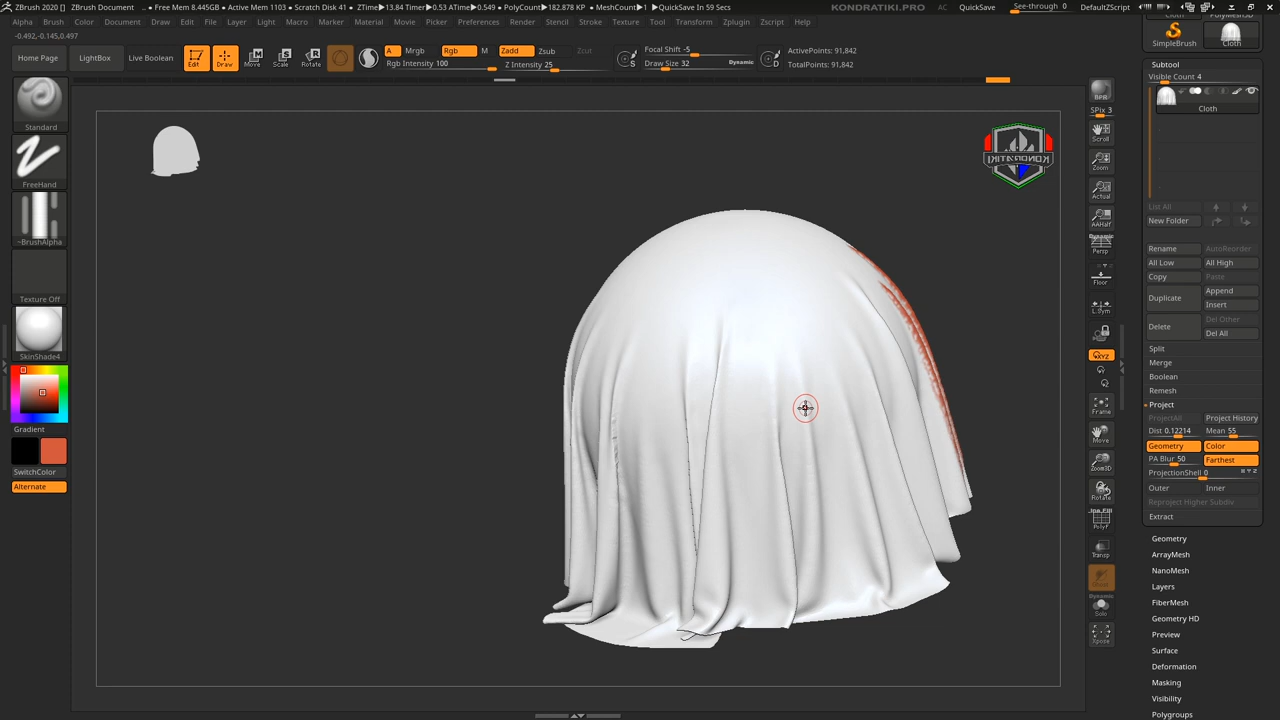 ZBrush 2020 [] ZBrush Document .. ● Free Mem 8.445GB ● Active Mem 1103 ● Scratch Disk 41 ● ZTime▶13.84 Timer▶0.53 ATime▶0.549 ● PolyCount▶182.878 KP ● MeshCount▶1 ▶QuickSave In 59 Secs KONDRATIKI.PRO AC QuickSave See-through 0 DefaultZScript
Alpha Brush Color Document Draw Edit File Layer Light Macro Marker Material Movie Picker Preferences Render Stencil Stroke Texture Tool Transform Zplugin Zscript Help
-0.492,-0.145,0.497
Home Page LightBox Live Boolean
Edit Draw Move Scale Rotate
A Mrgb Rgb M Zadd Zsub Zcut
Rgb Intensity 100 Z Intensity 25
Focal Shift -5
Draw Size 32 Dynamic
S D
ActivePoints: 91,842
TotalPoints: 91,842
Standard
FreeHand
~BrushAlpha
Texture Off
SkinShade4
Gradient
SwitchColor
Alternate
KONDRATIKI
BPR
SPix 3
Scroll
Zoom
Actual
AAHalf
Dynamic
Persp
Floor
L.Sym
XYZ
Frame
Move
Zoom3D
Rotate
Line Fill
PolyF
Transp
Ghost
Dynamic
Solo
Xpose
Cloth PolyMesh3D
SimpleBrush Cloth
Subtool
Visible Count 4
Cloth
List All
New Folder
Rename AutoReorder
All Low All High
Copy Paste
Duplicate Append
Insert
Delete Del Other
Del All
Split
Merge
Boolean
Remesh
Project
ProjectAll Project History
Dist 0.12214 Mean 55
Geometry Color
PA Blur 50 Farthest
ProjectionShell 0
Outer Inner
Reproject Higher Subdiv
Extract
Geometry
ArrayMesh
NanoMesh
Layers
FiberMesh
Geometry HD
Preview
Surface
Deformation
Masking
Visibility
Polygroups